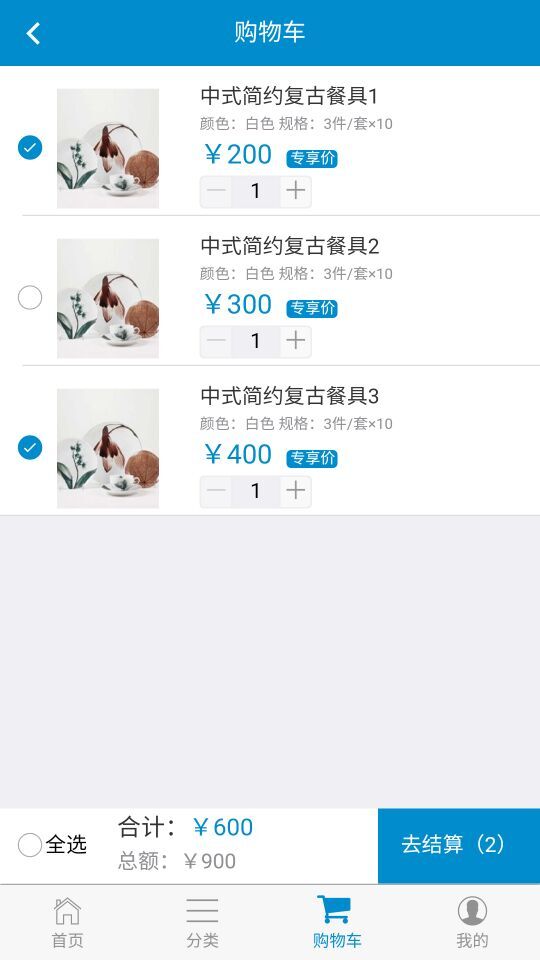 购物车
中式简约复古餐具1
颜色：白色 规格：3件/套×10
￥200 专享价
1
中式简约复古餐具2
颜色：白色 规格：3件/套×10
￥300 专享价
1
中式简约复古餐具3
颜色：白色 规格：3件/套×10
￥400 专享价
1
全选
合计：￥600
总额：￥900
去结算（2）
首页 分类 购物车 我的